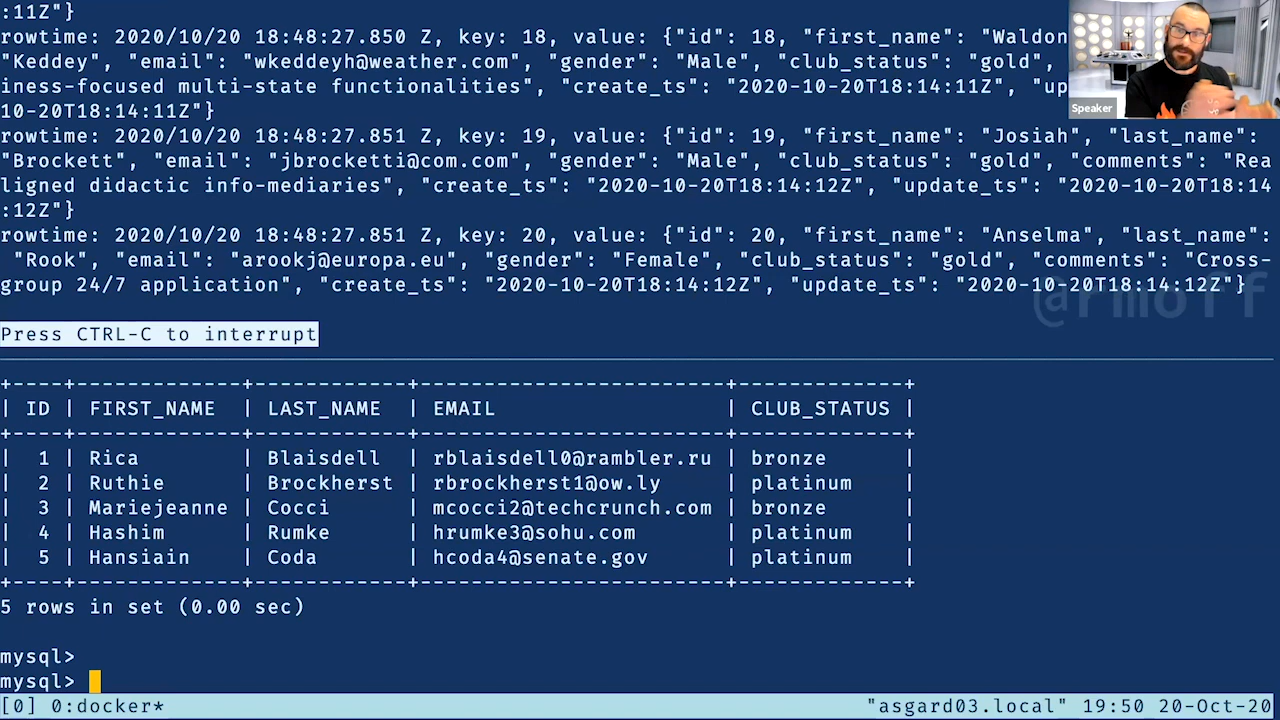 :11Z"}
rowtime: 2020/10/20 18:48:27.850 Z, key: 18, value: {"id": 18, "first_name": "Waldon
"Keddey", "email": "wkeddeyh@weather.com", "gender": "Male", "club_status": "gold",
iness-focused multi-state functionalities", "create_ts": "2020-10-20T18:14:11Z", "up
10-20T18:14:11Z"}
Speaker
rowtime: 2020/10/20 18:48:27.851 Z, key: 19, value: {"id": 19, "first_name": "Josiah", "last_name":
"Brockett", "email": "jbrocketti@com.com", "gender": "Male", "club_status": "gold", "comments": "Rea
ligned didactic info-mediaries", "create_ts": "2020-10-20T18:14:12Z", "update_ts": "2020-10-20T18:14
:12Z"}
rowtime: 2020/10/20 18:48:27.851 Z, key: 20, value: {"id": 20, "first_name": "Anselma", "last_name":
"Rook", "email": "arookj@europa.eu", "gender": "Female", "club_status": "gold", "comments": "Cross-
group 24/7 application", "create_ts": "2020-10-20T18:14:12Z", "update_ts": "2020-10-20T18:14:12Z"}
@rmoff
Press CTRL-C to interrupt
+----+-------------+------------+------------------------+-------------+
| ID | FIRST_NAME | LAST_NAME | EMAIL | CLUB_STATUS |
+----+-------------+------------+------------------------+-------------+
| 1 | Rica | Blaisdell | rblaisdell0@rambler.ru | bronze |
| 2 | Ruthie | Brockherst | rbrockherst1@ow.ly | platinum |
| 3 | Mariejeanne | Cocci | mcocci2@techcrunch.com | bronze |
| 4 | Hashim | Rumke | hrumke3@sohu.com | platinum |
| 5 | Hansiain | Coda | hcoda4@senate.gov | platinum |
+----+-------------+------------+------------------------+-------------+
5 rows in set (0.00 sec)
mysql>
mysql>
[0] 0:docker* "asgard03.local" 19:50 20-Oct-20